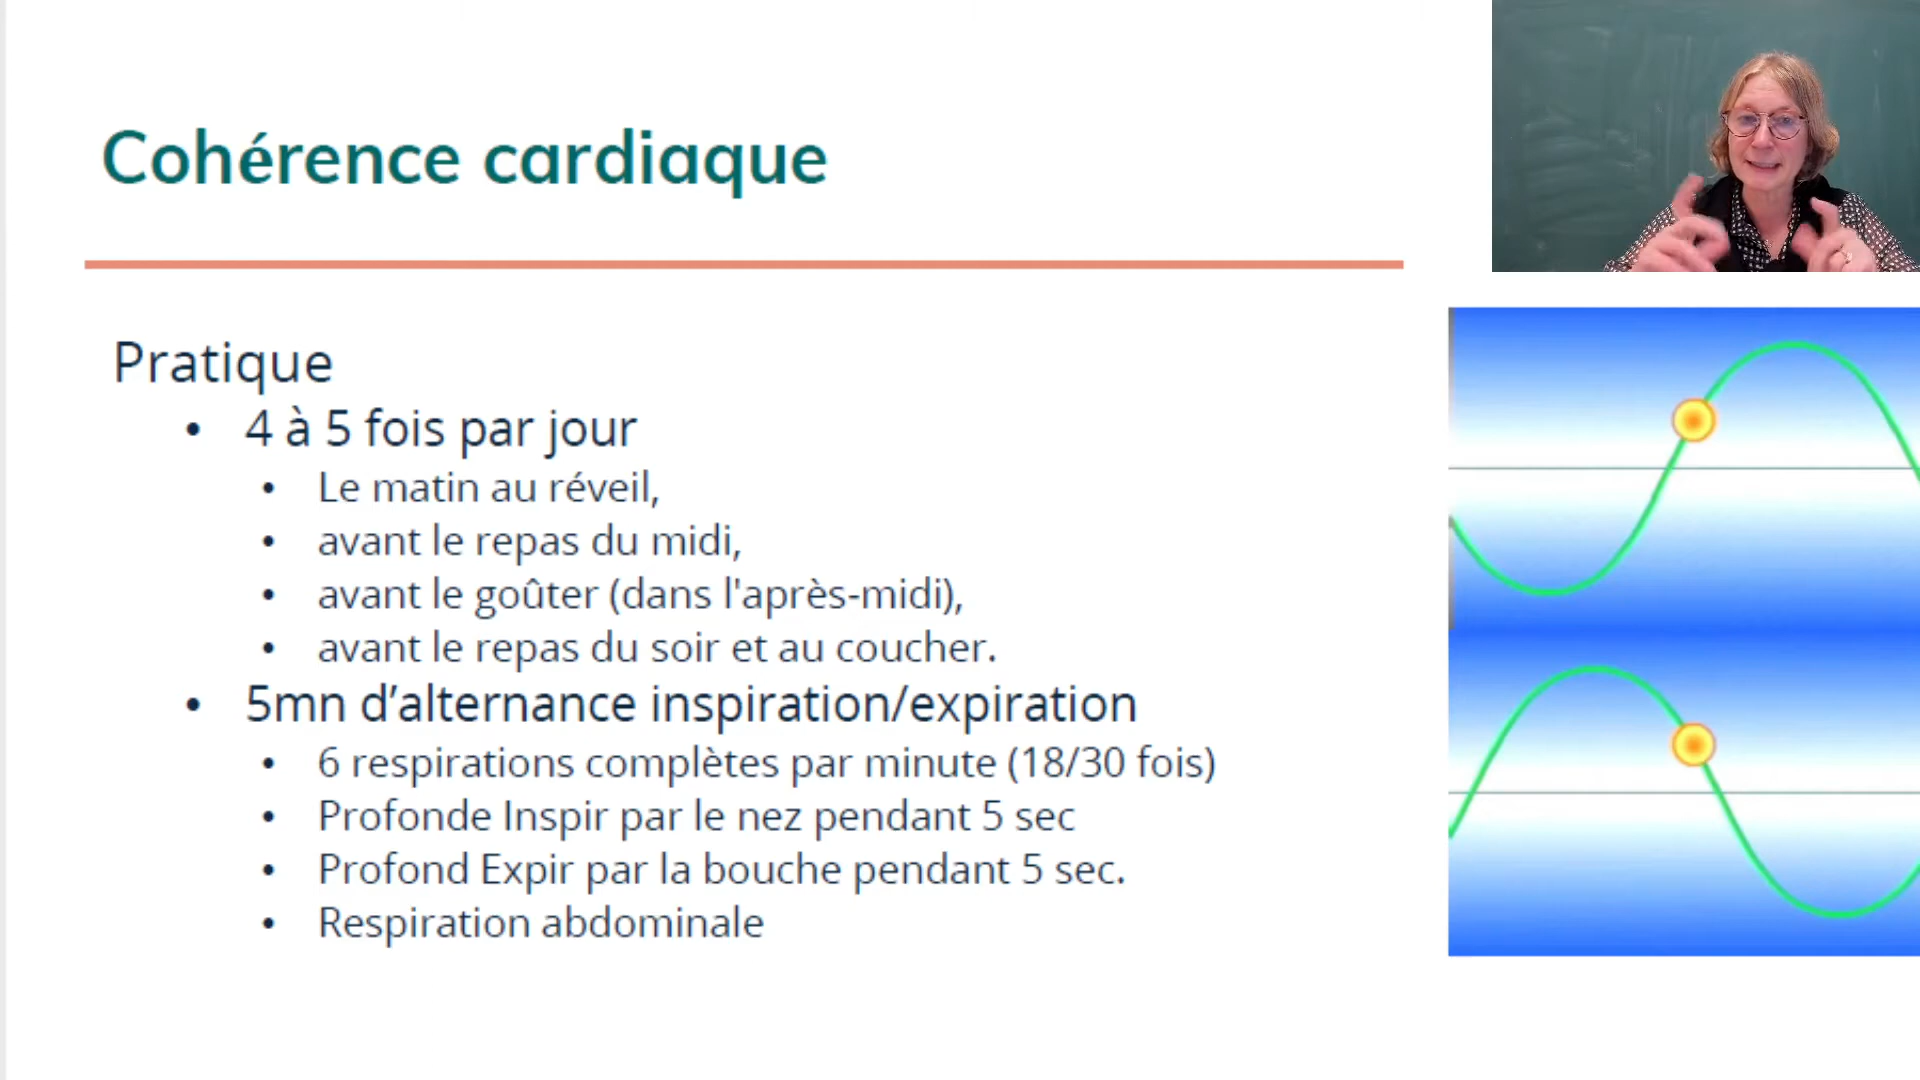 Cohérence cardiaque
Pratique
• 4 à 5 fois par jour
• Le matin au réveil,
• avant le repas du midi,
• avant le goûter (dans l'après-midi),
• avant le repas du soir et au coucher.
• 5mn d’alternance inspiration/expiration
• 6 respirations complètes par minute (18/30 fois)
• Profonde Inspir par le nez pendant 5 sec
• Profond Expir par la bouche pendant 5 sec.
• Respiration abdominale